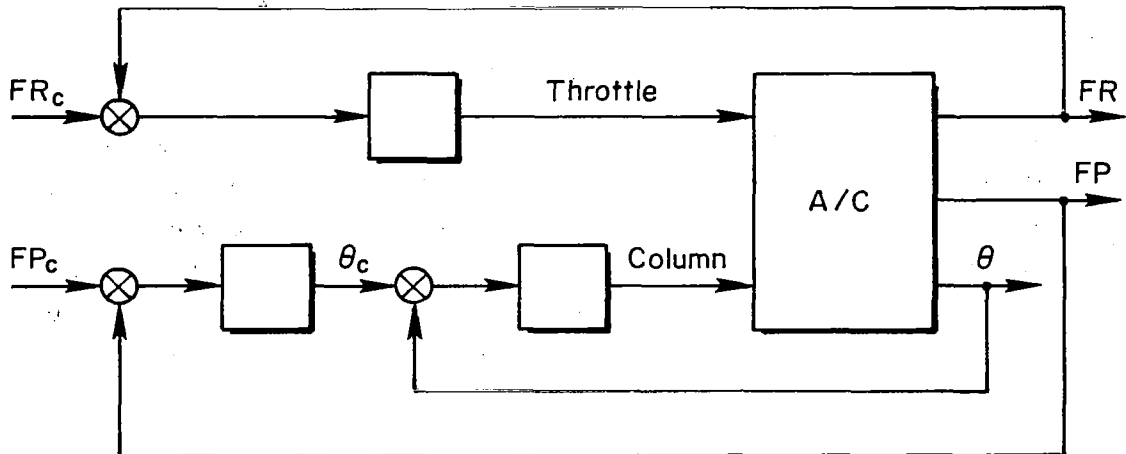 FRc
Throttle
FR
FP
A/C
FPc
θc
Column
θ